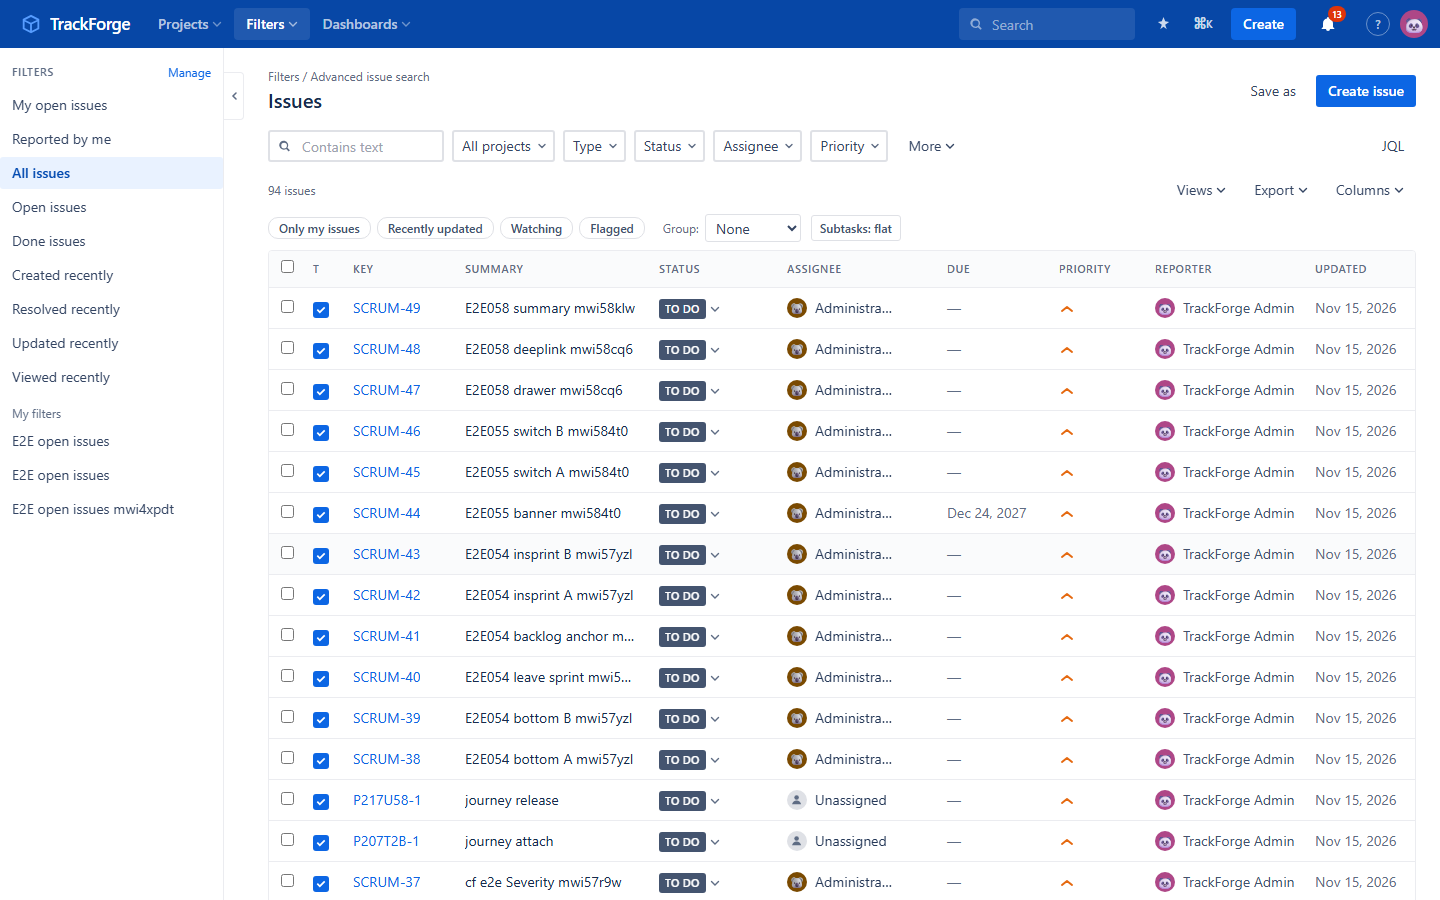 TrackForge Projects Filters Dashboards Search ⌘K Create 13 ?
FILTERS Manage
My open issues
Reported by me
All issues
Open issues
Done issues
Created recently
Resolved recently
Updated recently
Viewed recently
My filters
E2E open issues
E2E open issues
E2E open issues mwi4xpdt
Filters / Advanced issue search
Issues
Save as Create issue
Contains text All projects Type Status Assignee Priority More JQL
94 issues Views Export Columns
Only my issues Recently updated Watching Flagged Group: None Subtasks: flat
T KEY SUMMARY STATUS ASSIGNEE DUE PRIORITY REPORTER UPDATED
SCRUM-49 E2E058 summary mwi58klw TO DO Administra... — TrackForge Admin Nov 15, 2026
SCRUM-48 E2E058 deeplink mwi58cq6 TO DO Administra... — TrackForge Admin Nov 15, 2026
SCRUM-47 E2E058 drawer mwi58cq6 TO DO Administra... — TrackForge Admin Nov 15, 2026
SCRUM-46 E2E055 switch B mwi584t0 TO DO Administra... — TrackForge Admin Nov 15, 2026
SCRUM-45 E2E055 switch A mwi584t0 TO DO Administra... — TrackForge Admin Nov 15, 2026
SCRUM-44 E2E055 banner mwi584t0 TO DO Administra... Dec 24, 2027 TrackForge Admin Nov 15, 2026
SCRUM-43 E2E054 insprint B mwi57yzl TO DO Administra... — TrackForge Admin Nov 15, 2026
SCRUM-42 E2E054 insprint A mwi57yzl TO DO Administra... — TrackForge Admin Nov 15, 2026
SCRUM-41 E2E054 backlog anchor m... TO DO Administra... — TrackForge Admin Nov 15, 2026
SCRUM-40 E2E054 leave sprint mwi5... TO DO Administra... — TrackForge Admin Nov 15, 2026
SCRUM-39 E2E054 bottom B mwi57yzl TO DO Administra... — TrackForge Admin Nov 15, 2026
SCRUM-38 E2E054 bottom A mwi57yzl TO DO Administra... — TrackForge Admin Nov 15, 2026
P217U58-1 journey release TO DO Unassigned — TrackForge Admin Nov 15, 2026
P207T2B-1 journey attach TO DO Unassigned — TrackForge Admin Nov 15, 2026
SCRUM-37 cf e2e Severity mwi57r9w TO DO Administra... — TrackForge Admin Nov 15, 2026